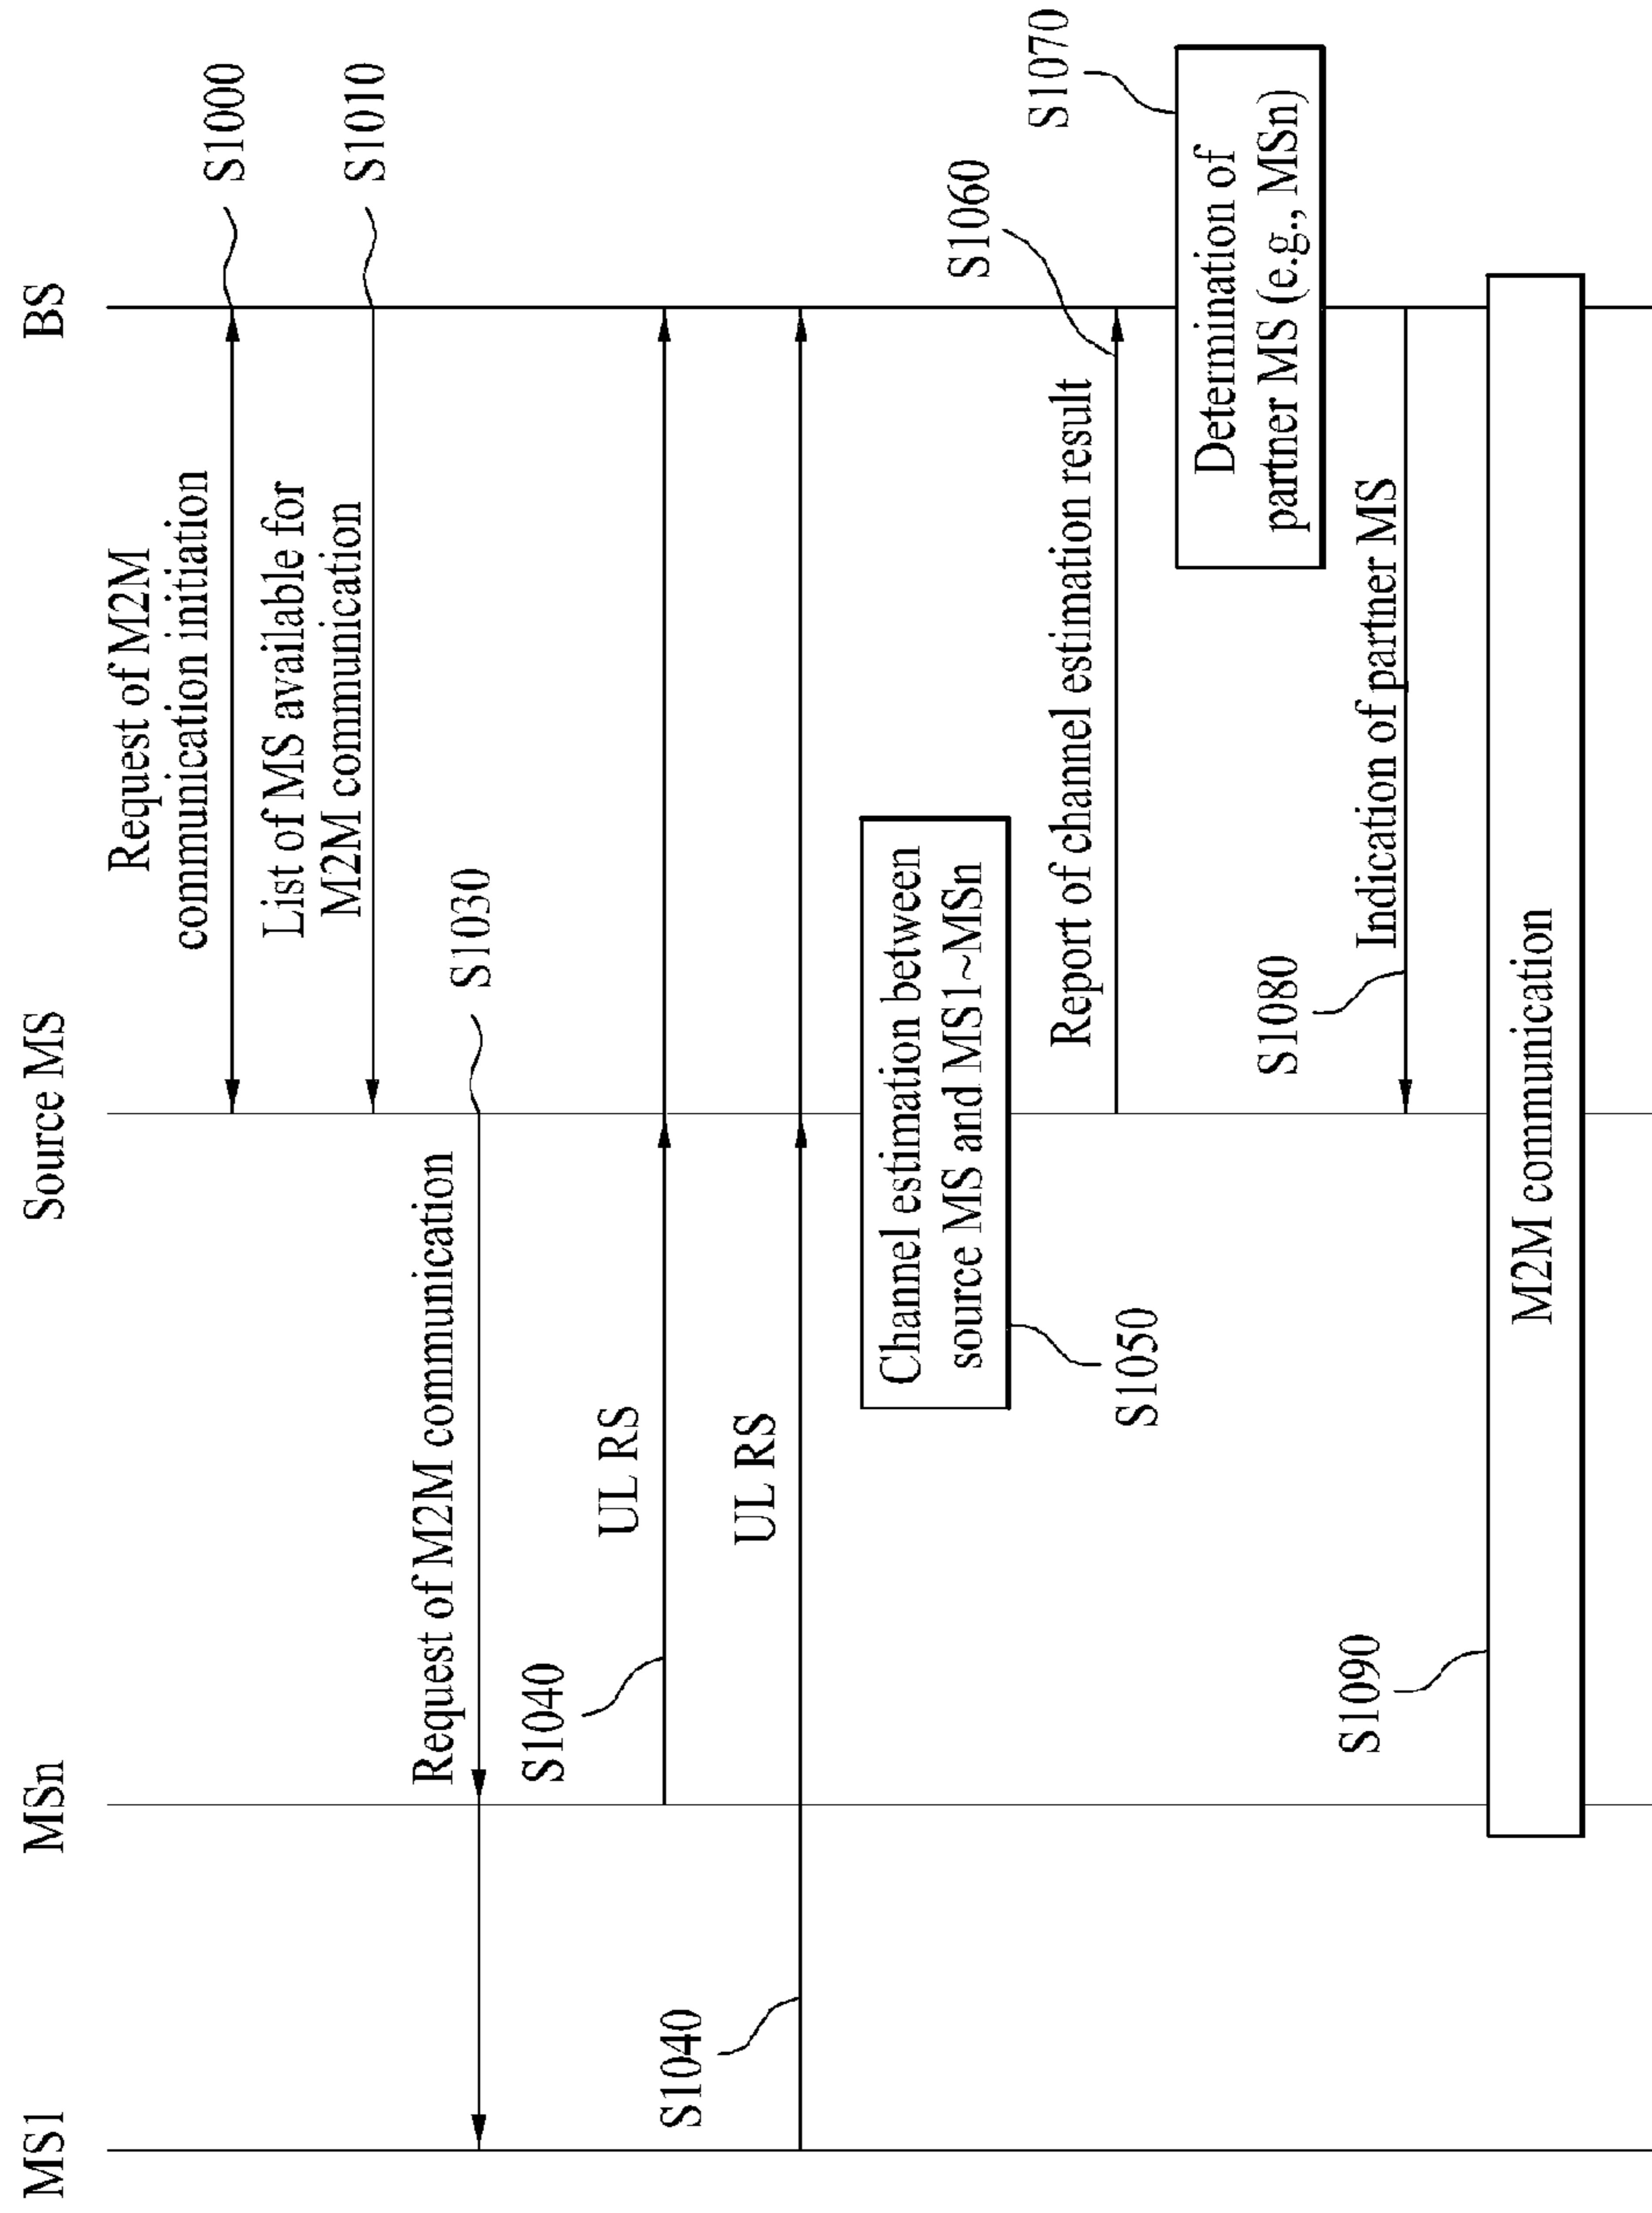 MS1
MSn
Source MS
BS
Request of M2M
communication initiation
S1000
List of MS available for
M2M communication
S1010
Request of M2M communication
S1030
S1040
UL RS
S1040
UL RS
Channel estimation between
source MS and MS1~MSn
S1050
Report of channel estimation result
S1060
Determination of
partner MS (e.g., MSn)
S1070
Indication of partner MS
S1080
M2M communication
S1090